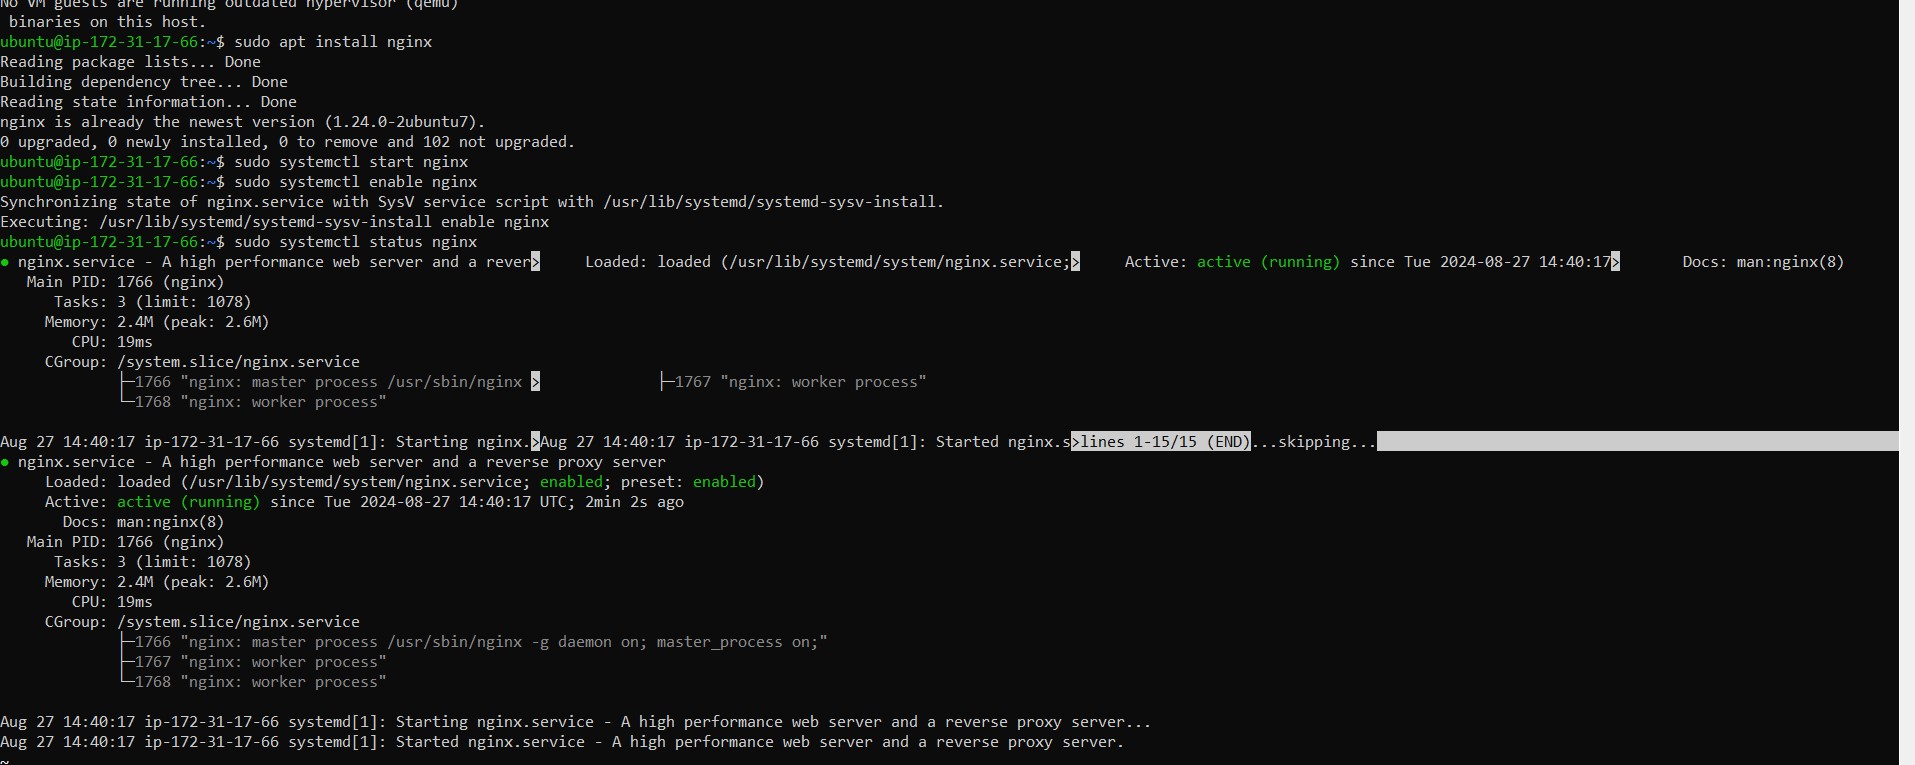 No VM guests are running outdated hypervisor (qemu)
 binaries on this host.
ubuntu@ip-172-31-17-66:~$ sudo apt install nginx
Reading package lists... Done
Building dependency tree... Done
Reading state information... Done
nginx is already the newest version (1.24.0-2ubuntu7).
0 upgraded, 0 newly installed, 0 to remove and 102 not upgraded.
ubuntu@ip-172-31-17-66:~$ sudo systemctl start nginx
ubuntu@ip-172-31-17-66:~$ sudo systemctl enable nginx
Synchronizing state of nginx.service with SysV service script with /usr/lib/systemd/systemd-sysv-install.
Executing: /usr/lib/systemd/systemd-sysv-install enable nginx
ubuntu@ip-172-31-17-66:~$ sudo systemctl status nginx
● nginx.service - A high performance web server and a rever>     Loaded: loaded (/usr/lib/systemd/system/nginx.service;>     Active: active (running) since Tue 2024-08-27 14:40:17>       Docs: man:nginx(8)
   Main PID: 1766 (nginx)
      Tasks: 3 (limit: 1078)
     Memory: 2.4M (peak: 2.6M)
        CPU: 19ms
     CGroup: /system.slice/nginx.service
             ├─1766 "nginx: master process /usr/sbin/nginx >             ├─1767 "nginx: worker process"
             └─1768 "nginx: worker process"
Aug 27 14:40:17 ip-172-31-17-66 systemd[1]: Starting nginx.>Aug 27 14:40:17 ip-172-31-17-66 systemd[1]: Started nginx.s>lines 1-15/15 (END)...skipping...
● nginx.service - A high performance web server and a reverse proxy server
     Loaded: loaded (/usr/lib/systemd/system/nginx.service; enabled; preset: enabled)
     Active: active (running) since Tue 2024-08-27 14:40:17 UTC; 2min 2s ago
       Docs: man:nginx(8)
   Main PID: 1766 (nginx)
      Tasks: 3 (limit: 1078)
     Memory: 2.4M (peak: 2.6M)
        CPU: 19ms
     CGroup: /system.slice/nginx.service
             ├─1766 "nginx: master process /usr/sbin/nginx -g daemon on; master_process on;"
             ├─1767 "nginx: worker process"
             └─1768 "nginx: worker process"
Aug 27 14:40:17 ip-172-31-17-66 systemd[1]: Starting nginx.service - A high performance web server and a reverse proxy server...
Aug 27 14:40:17 ip-172-31-17-66 systemd[1]: Started nginx.service - A high performance web server and a reverse proxy server.
~